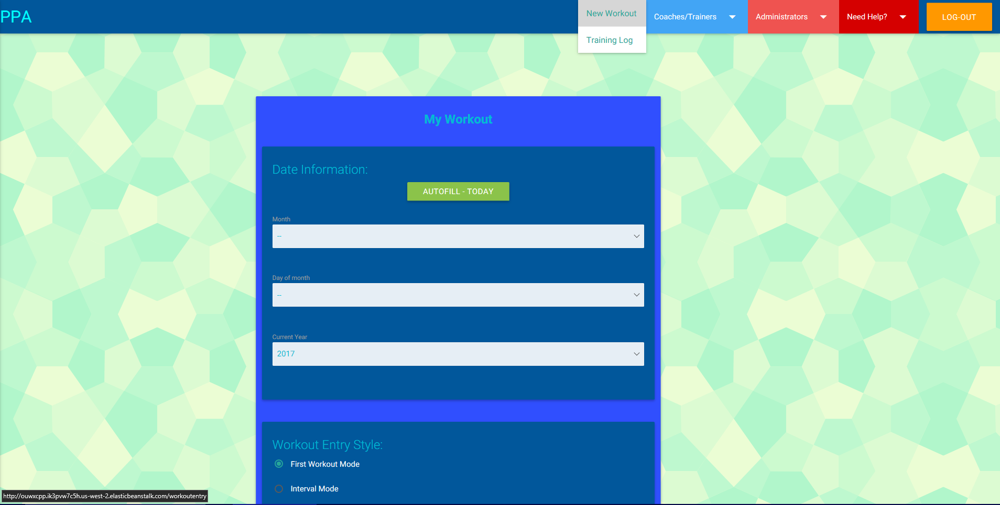 PPA
New Workout
Training Log
Coaches/Trainers
Administrators
Need Help?
LOG-OUT
My Workout
Date Information:
AUTOFILL - TODAY
Month
--
Day of month
--
Current Year
2017
Workout Entry Style:
First Workout Mode
Interval Mode
http://ouwxcpp.ik3pvw7c5h.us-west-2.elasticbeanstalk.com/workoutentry